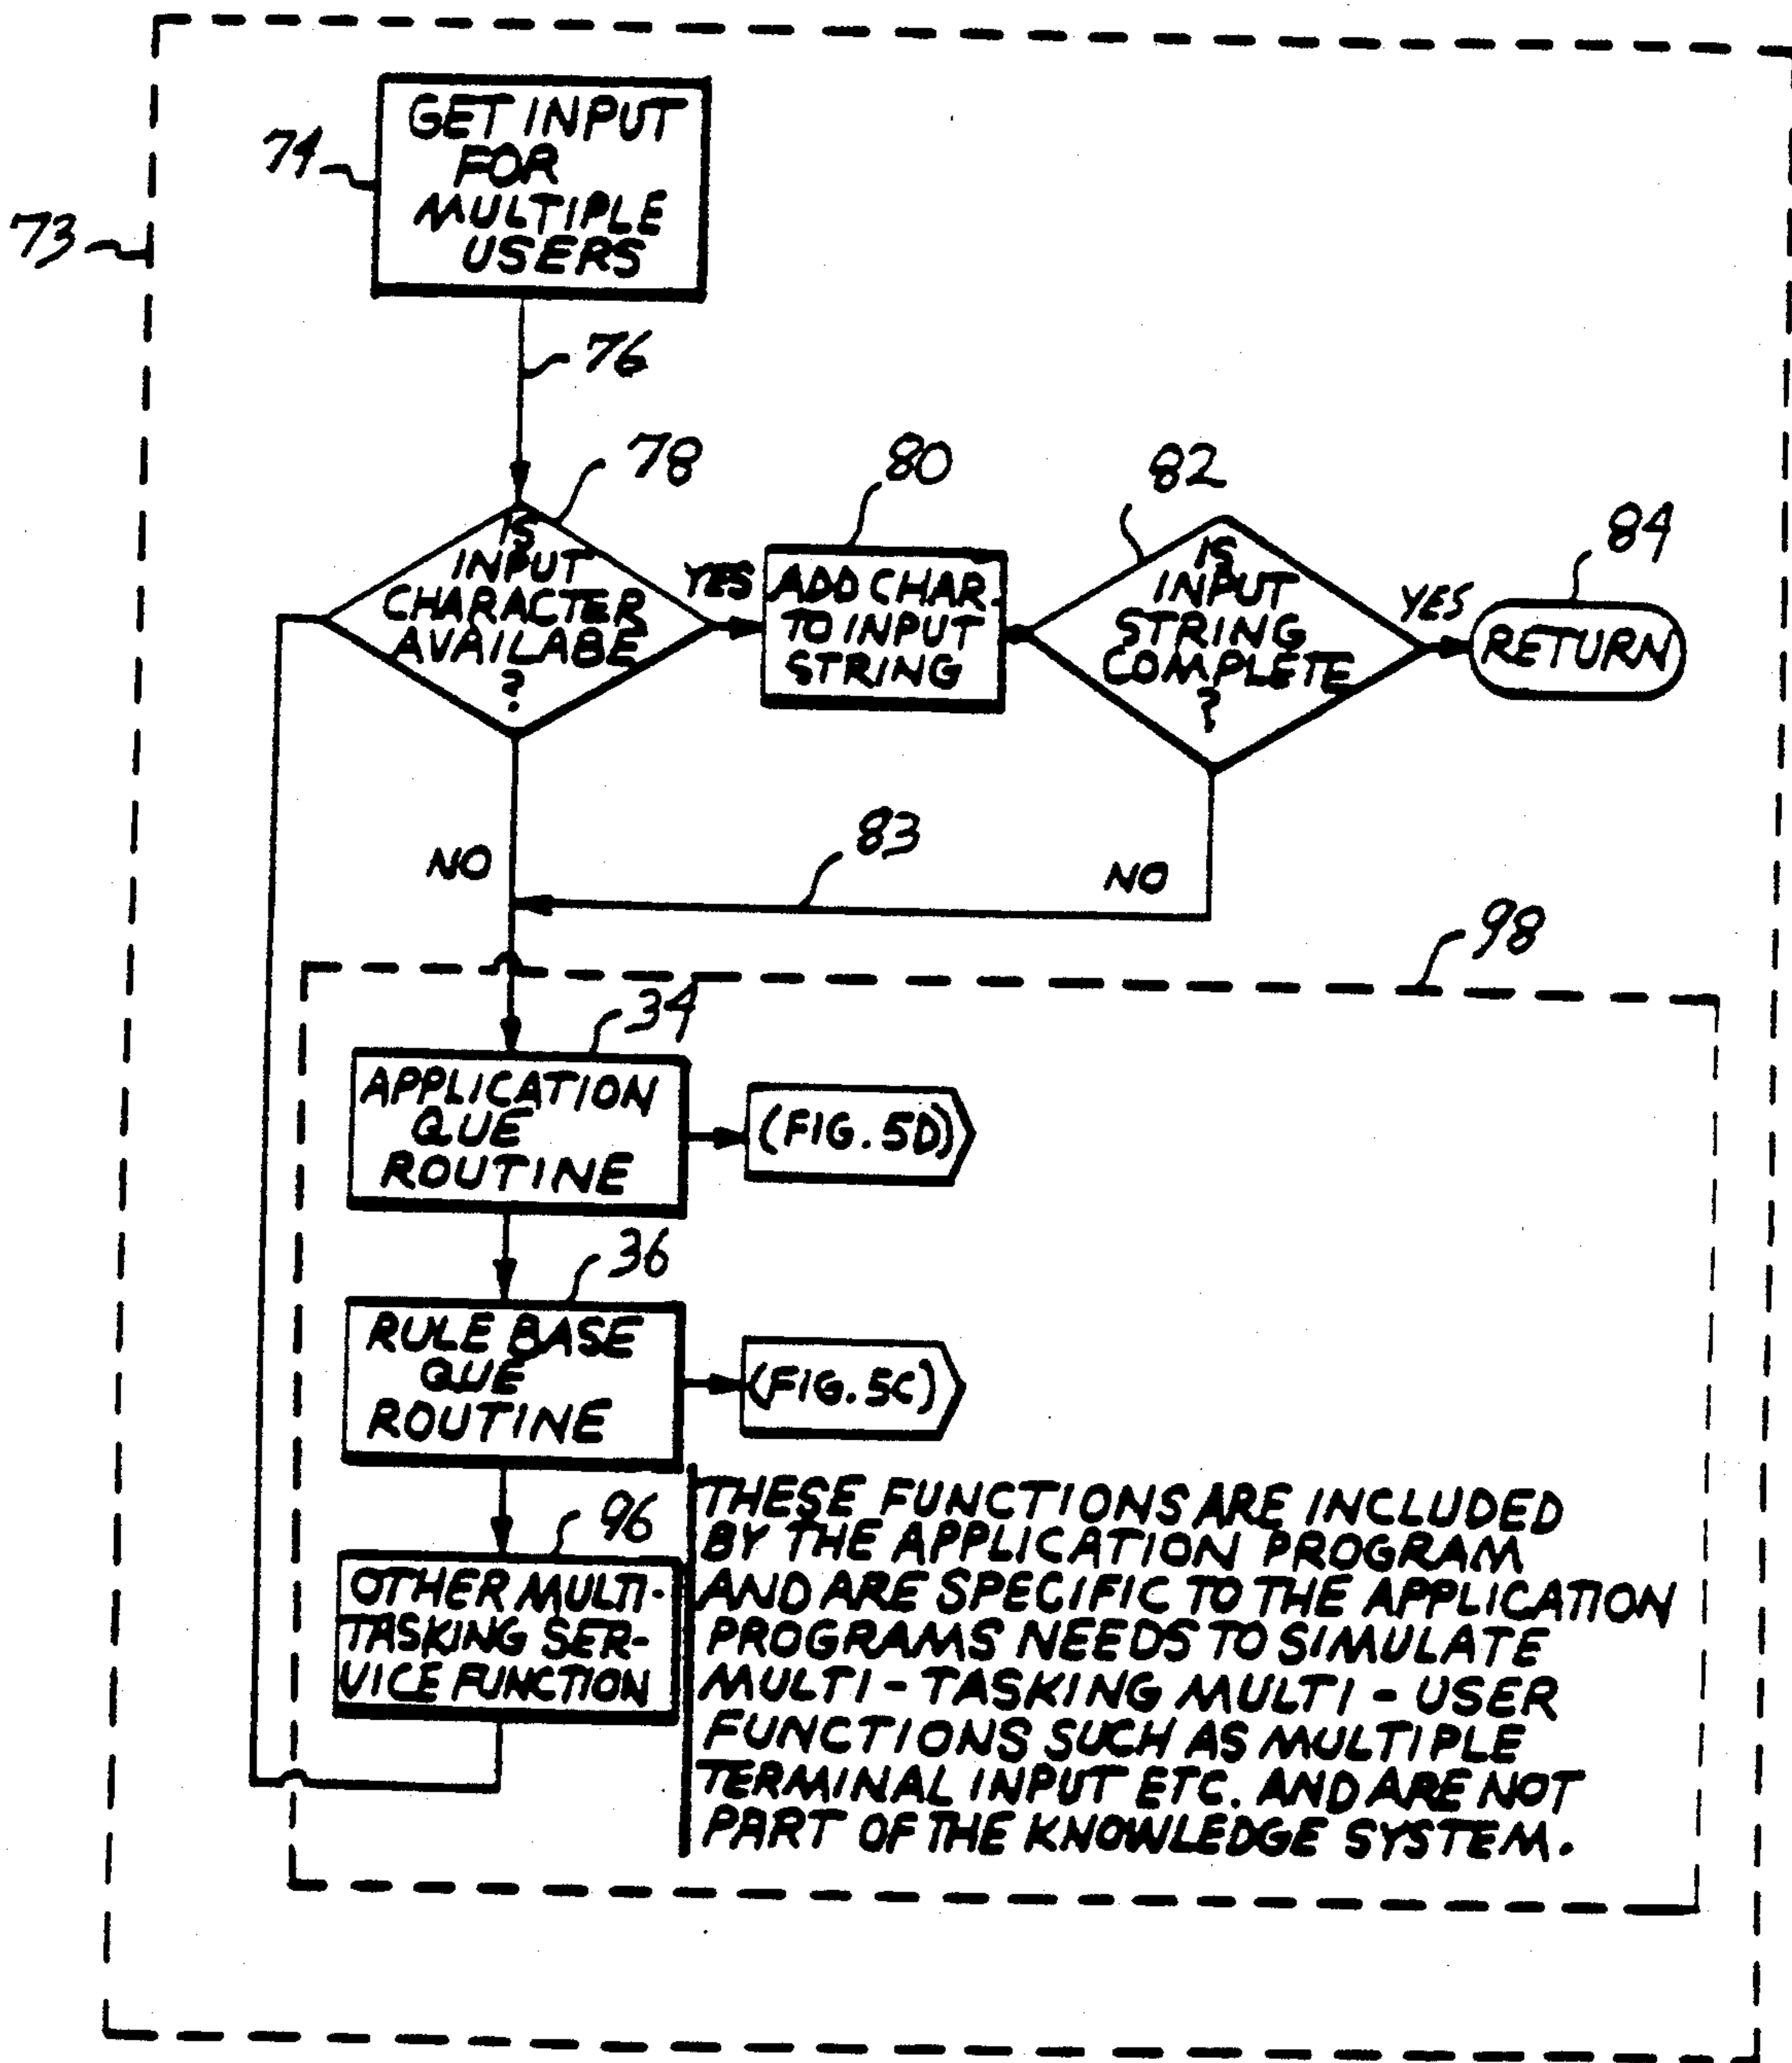 GET INPUT
FOR
MULTIPLE
USERS
74
73
76
78
80
82
84
IS
INPUT
CHARACTER
AVAILABE
?
YES
ADD CHAR.
TO INPUT
STRING
IS
INPUT
STRING
COMPLETE
?
YES
RETURN
NO
83
NO
98
34
APPLICATION
QUE
ROUTINE
(FIG. 5D)
36
RULE BASE
QUE
ROUTINE
(FIG. 5C)
96
OTHER MULTI-
TASKING SER-
VICE FUNCTION
THESE FUNCTIONS ARE INCLUDED
BY THE APPLICATION PROGRAM
AND ARE SPECIFIC TO THE APPLICATION
PROGRAMS NEEDS TO SIMULATE
MULTI-TASKING MULTI-USER
FUNCTIONS SUCH AS MULTIPLE
TERMINAL INPUT ETC. AND ARE NOT
PART OF THE KNOWLEDGE SYSTEM.